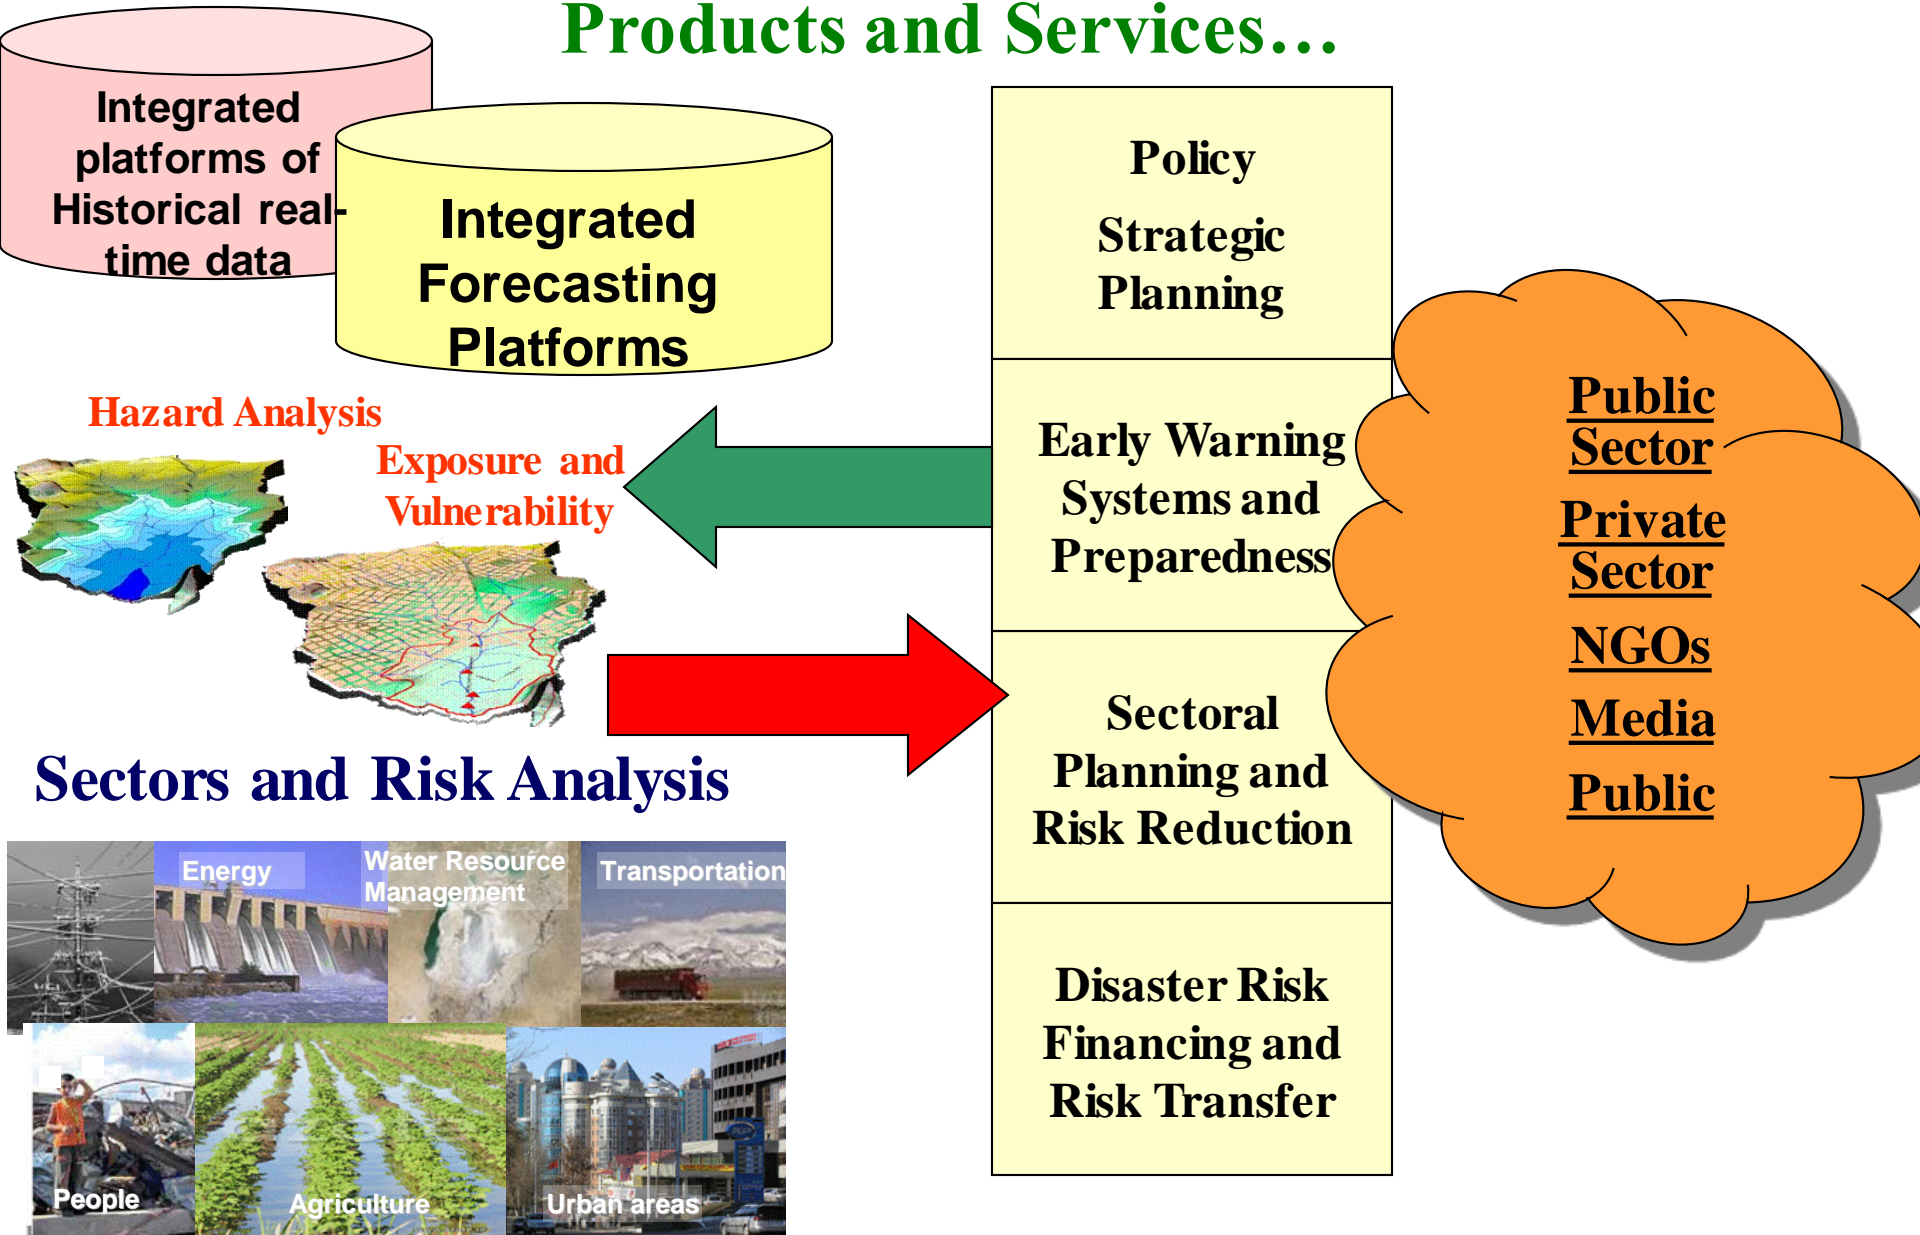 Products and Services…
Integrated
platforms of
Historical real-
time data
Integrated
Forecasting
Platforms
Hazard Analysis
Exposure and
Vulnerability
Sectors and Risk Analysis
Energy
Water Resource
Management
Transportation
People
Agriculture
Urban areas
Policy
Strategic
Planning
Early Warning
Systems and
Preparedness
Sectoral
Planning and
Risk Reduction
Disaster Risk
Financing and
Risk Transfer
Public
Sector
Private
Sector
NGOs
Media
Public